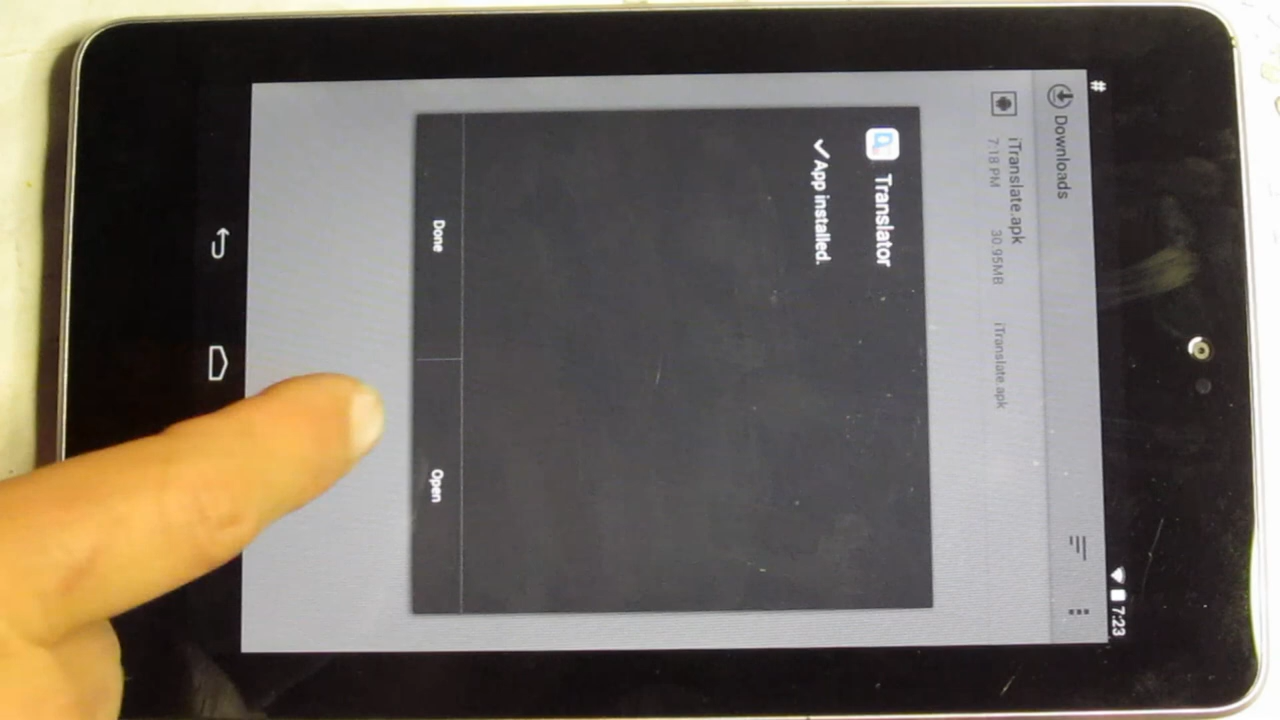 #
7:23
Downloads
iTranslate.apk
7:18 PM
30.95MB
iTranslate.apk
Translator
✓ App installed.
Done
Open